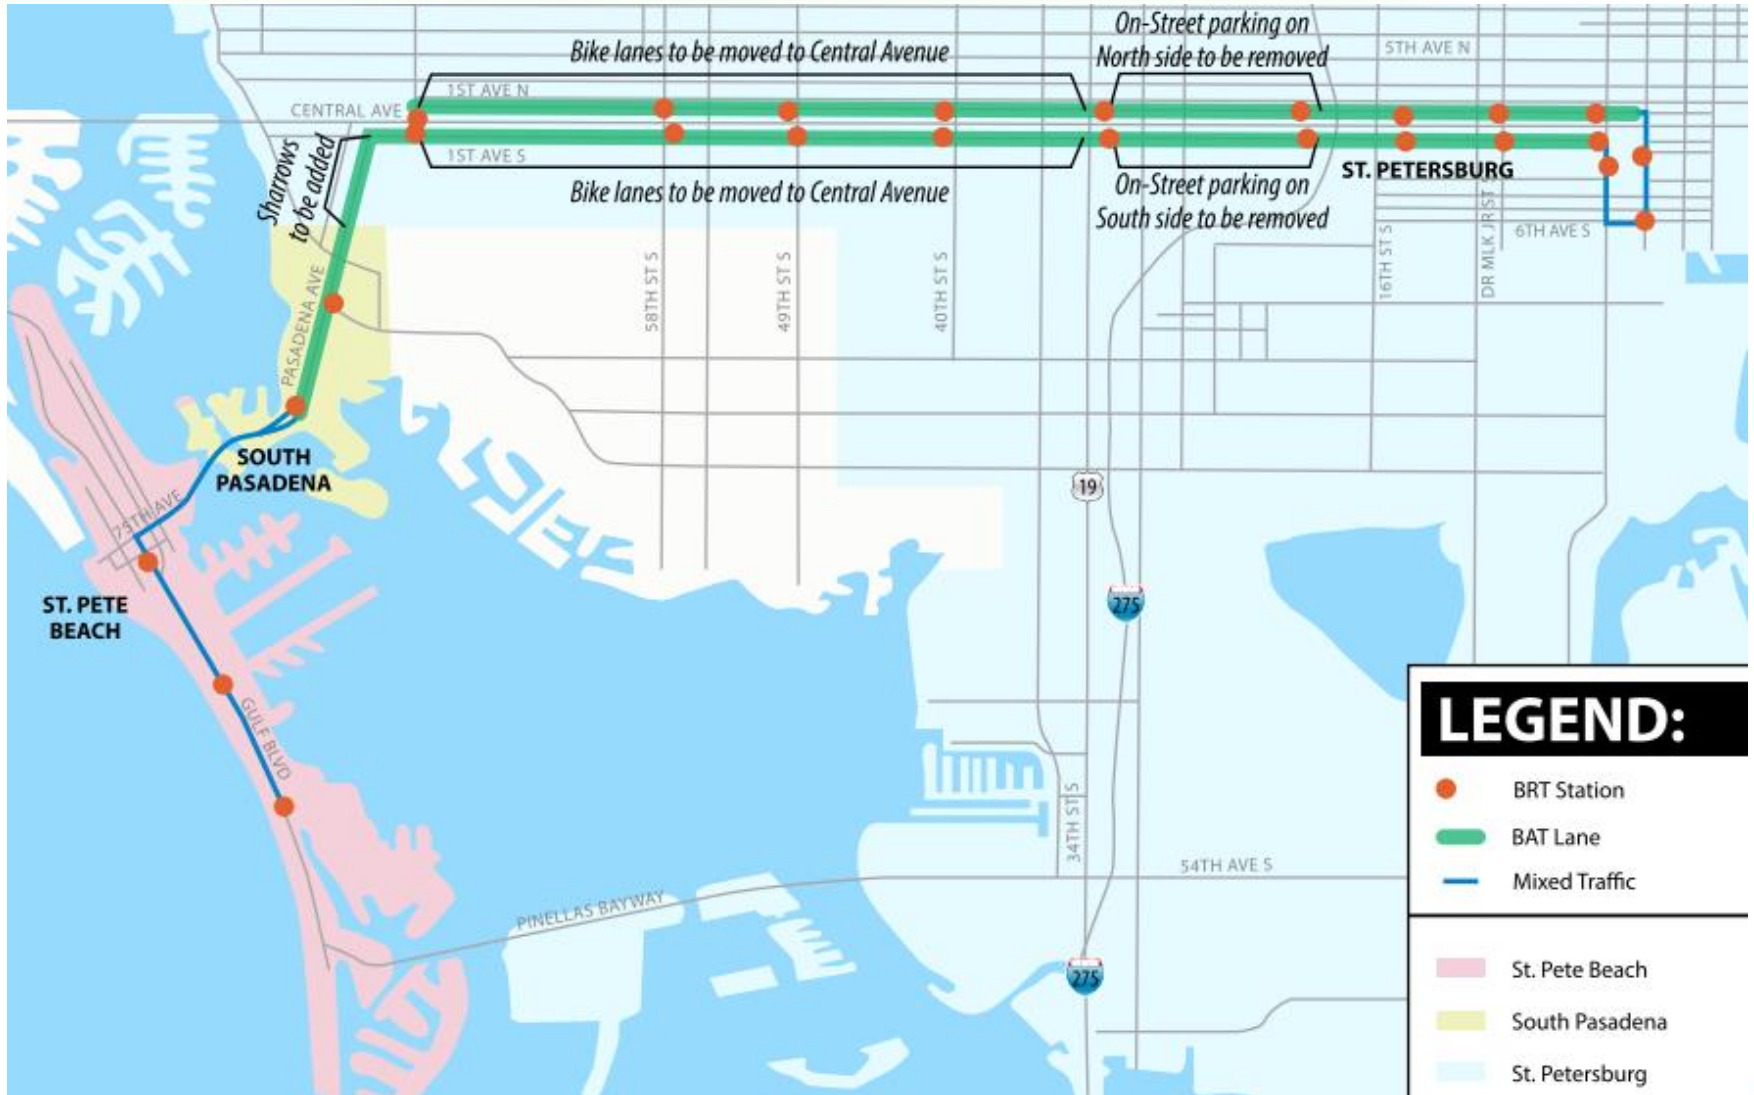 Bike lanes to be moved to Central Avenue
On-Street parking on
North side to be removed
5TH AVE N
1ST AVE N
CENTRAL AVE
1ST AVE S
Sharrows
to be added
Bike lanes to be moved to Central Avenue
On-Street parking on
South side to be removed
ST. PETERSBURG
6TH AVE S
PASADENA AVE
58TH ST S
49TH ST S
40TH ST S
16TH ST S
DR MLK JR ST S
SOUTH
PASADENA
75TH AVE
19
ST. PETE
BEACH
275
GULF BLVD
34TH ST S
54TH AVE S
PINELLAS BAYWAY
275
LEGEND:
BRT Station
BAT Lane
Mixed Traffic
St. Pete Beach
South Pasadena
St. Petersburg